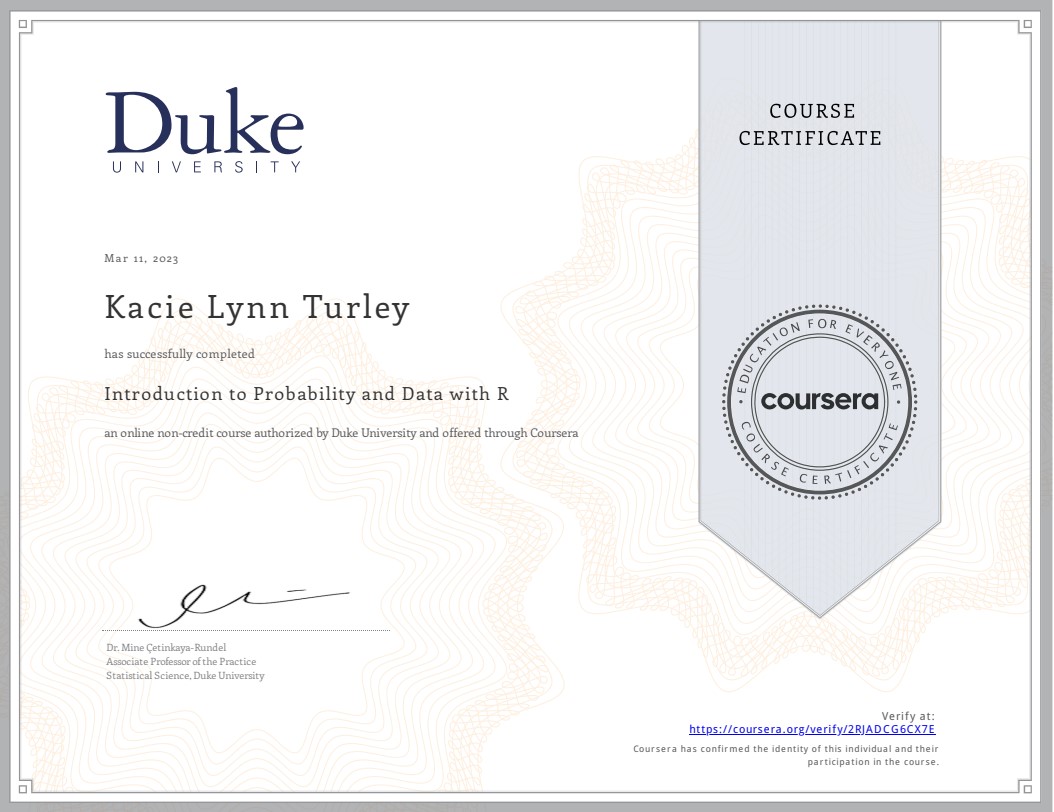 Duke
UNIVERSITY
COURSE
CERTIFICATE
Mar 11, 2023
Kacie Lynn Turley
has successfully completed
Introduction to Probability and Data with R
an online non-credit course authorized by Duke University and offered through Coursera
EDUCATION FOR EVERYONE
coursera
COURSE CERTIFICATE
Dr. Mine Çetinkaya-Rundel
Associate Professor of the Practice
Statistical Science, Duke University
Verify at:
https://coursera.org/verify/2RJADCG6CX7E
Coursera has confirmed the identity of this individual and their
participation in the course.